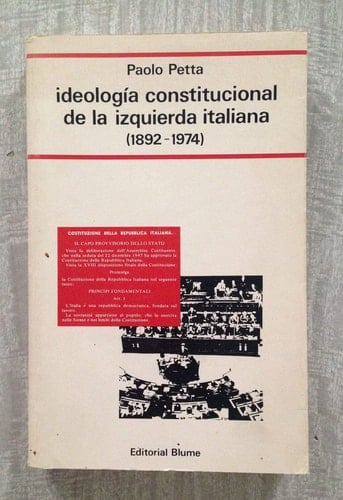 Paolo Petta
ideología constitucional
de la izquierda italiana
(1892-1974)
COSTITUZIONE DELLA REPUBBLICA ITALIANA.
IL CAPO PROVVISORIO DELLO STATO
Vista la deliberazione dell'Assemblea Costituente,
che nella seduta del 22 dicembre 1947 ha approvato la
Costituzione della Repubblica Italiana;
Vista la XVIII disposizione finale della Costituzione
Promulga
la Costituzione della Repubblica Italiana nel seguente
testo:
PRINCIPI FONDAMENTALI
Art. 1
L'Italia è una repubblica democratica, fondata sul
lavoro.
La sovranità appartiene al popolo, che la esercita
nelle forme e nei limiti della Costituzione.
Editorial Blume